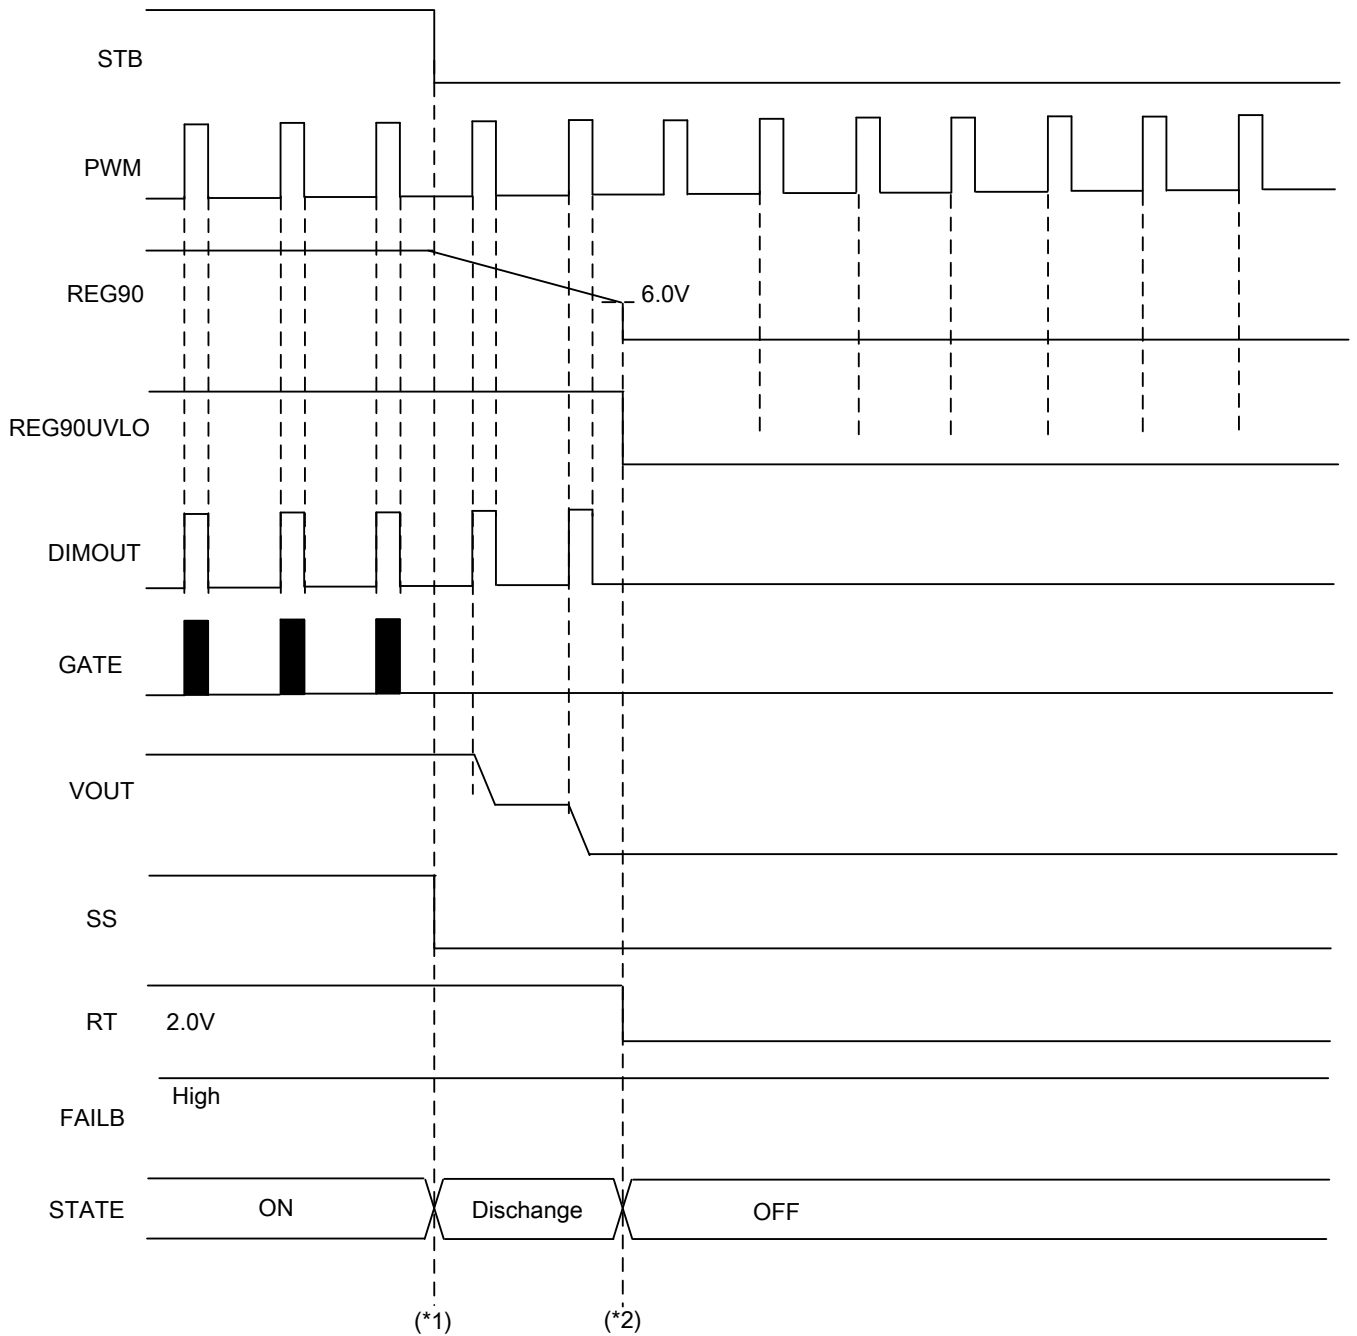 STB
PWM
REG90
6.0V
REG90UVLO
DIMOUT
GATE
VOUT
SS
RT
2.0V
High
FAILB
STATE
ON
Dischange
OFF
(*1)
(*2)